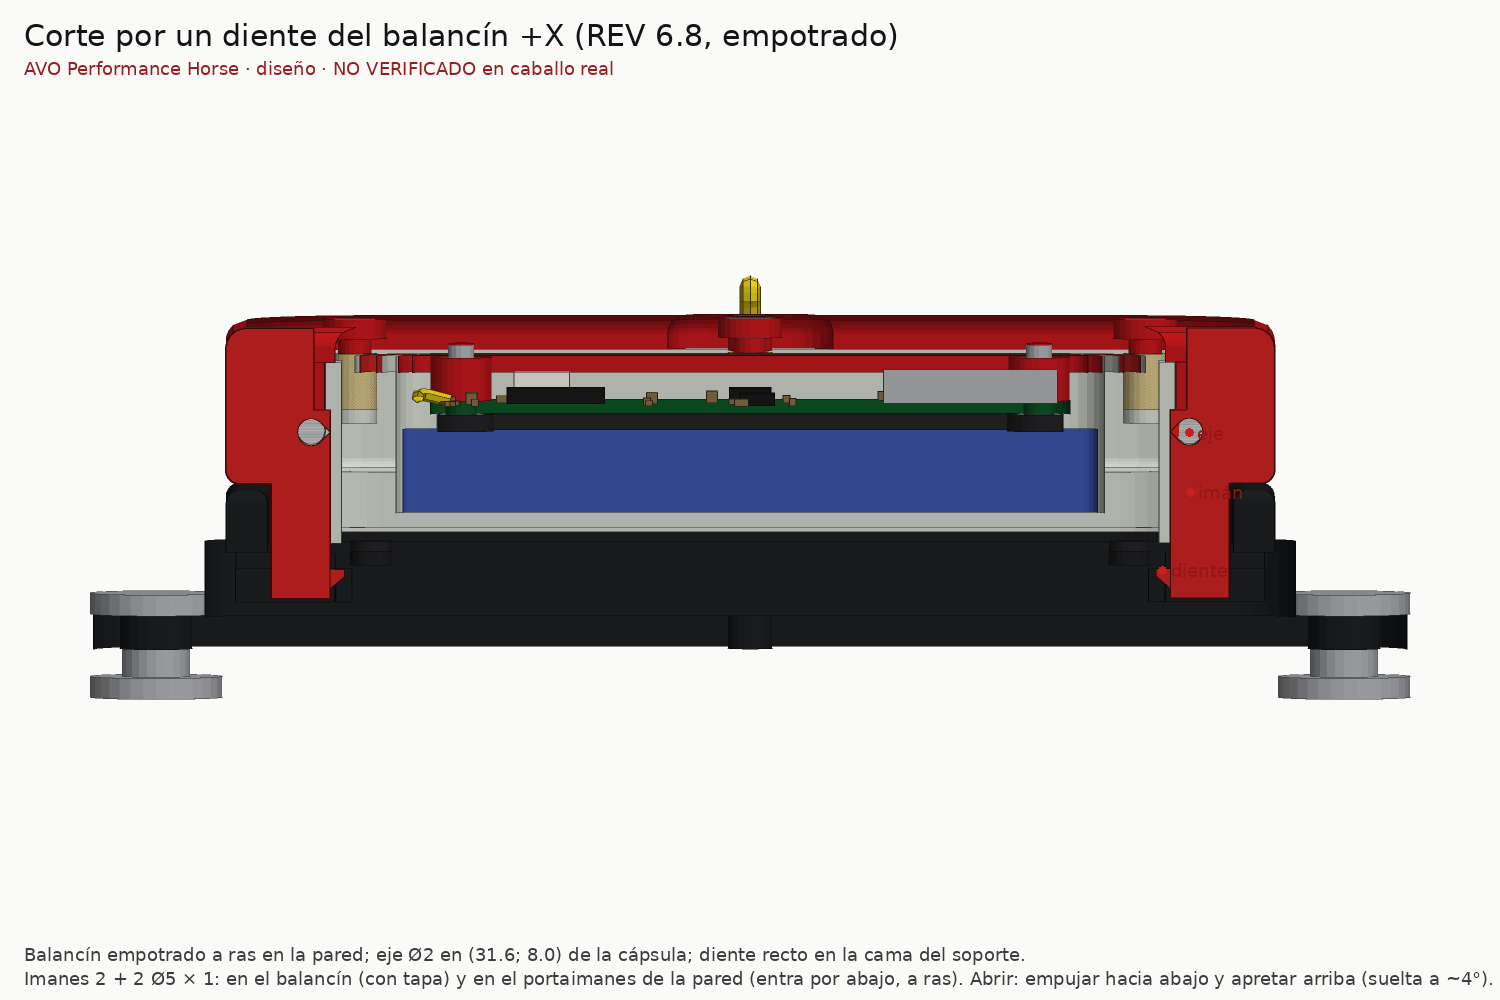 Corte por un diente del balancín +X (REV 6.8, empotrado)
AVO Performance Horse · diseño · NO VERIFICADO en caballo real
eje
iman
diente
Balancín empotrado a ras en la pared; eje Ø2 en (31.6; 8.0) de la cápsula; diente recto en la cama del soporte.
Imanes 2 + 2 Ø5 × 1: en el balancín (con tapa) y en el portaimanes de la pared (entra por abajo, a ras). Abrir: empujar hacia abajo y apretar arriba (suelta a ~4°).